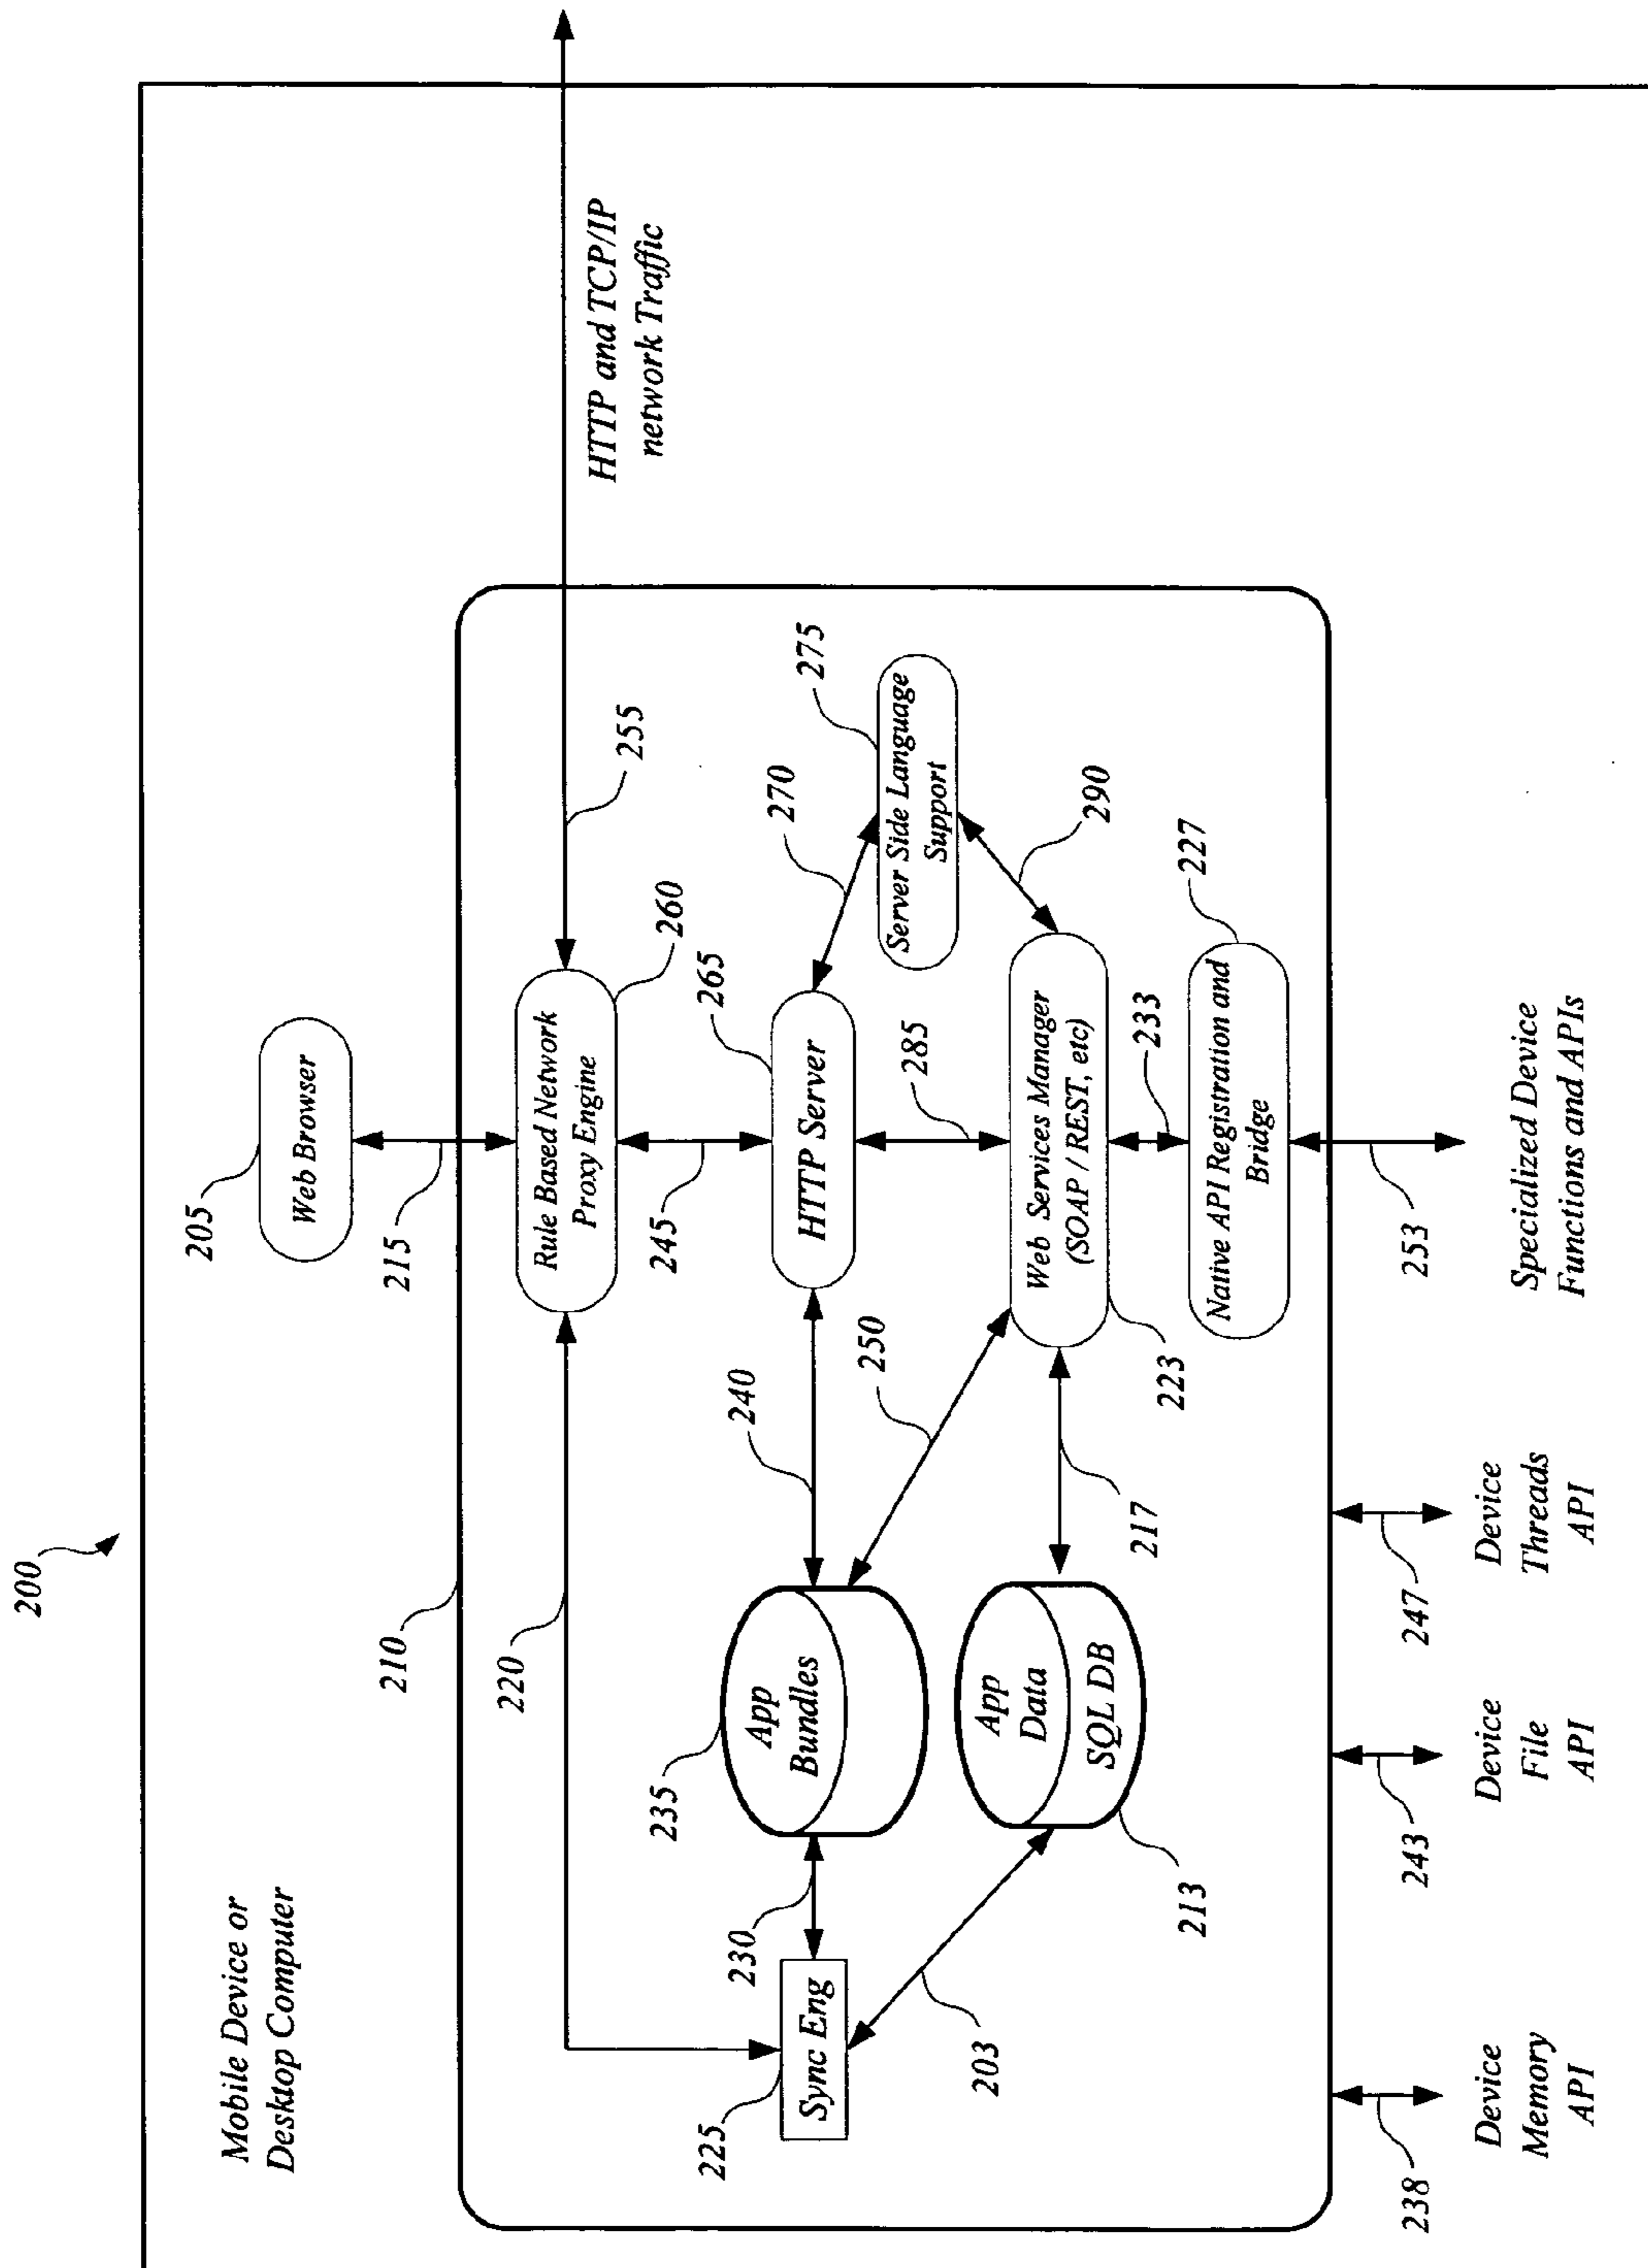 200
Mobile Device or
Desktop Computer
205
Web Browser
215
210
220
Rule Based Network
Proxy Engine
260
255
HTTP and TCP/IP
network Traffic
245
265
HTTP Server
240
270
275
Server Side Language
Support
235
App
Bundles
230
225
Sync Eng
250
285
290
203
App
Data
SQL DB
213
217
Web Services Manager
(SOAP / REST, etc)
223
233
227
Native API Registration and
Bridge
238
Device
Memory
API
243
Device
File
API
247
Device
Threads
API
253
Specialized Device
Functions and APIs